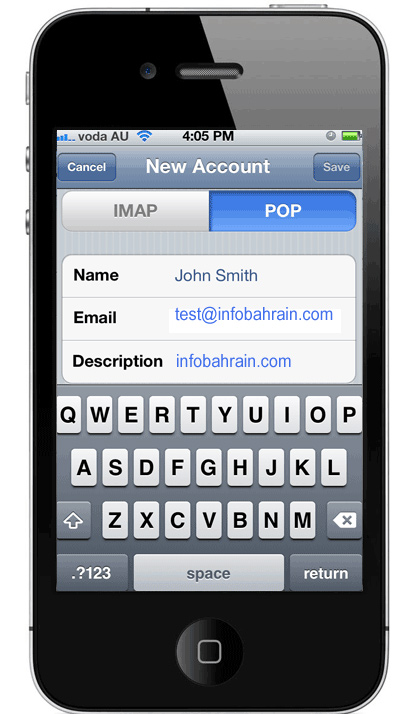 voda AU 4:05 PM
Cancel New Account Save
IMAP POP
Name John Smith
Email test@infobahrain.com
Description infobahrain.com
Q W E R T Y U I O P
A S D F G H J K L
Z X C V B N M
.?123 space return